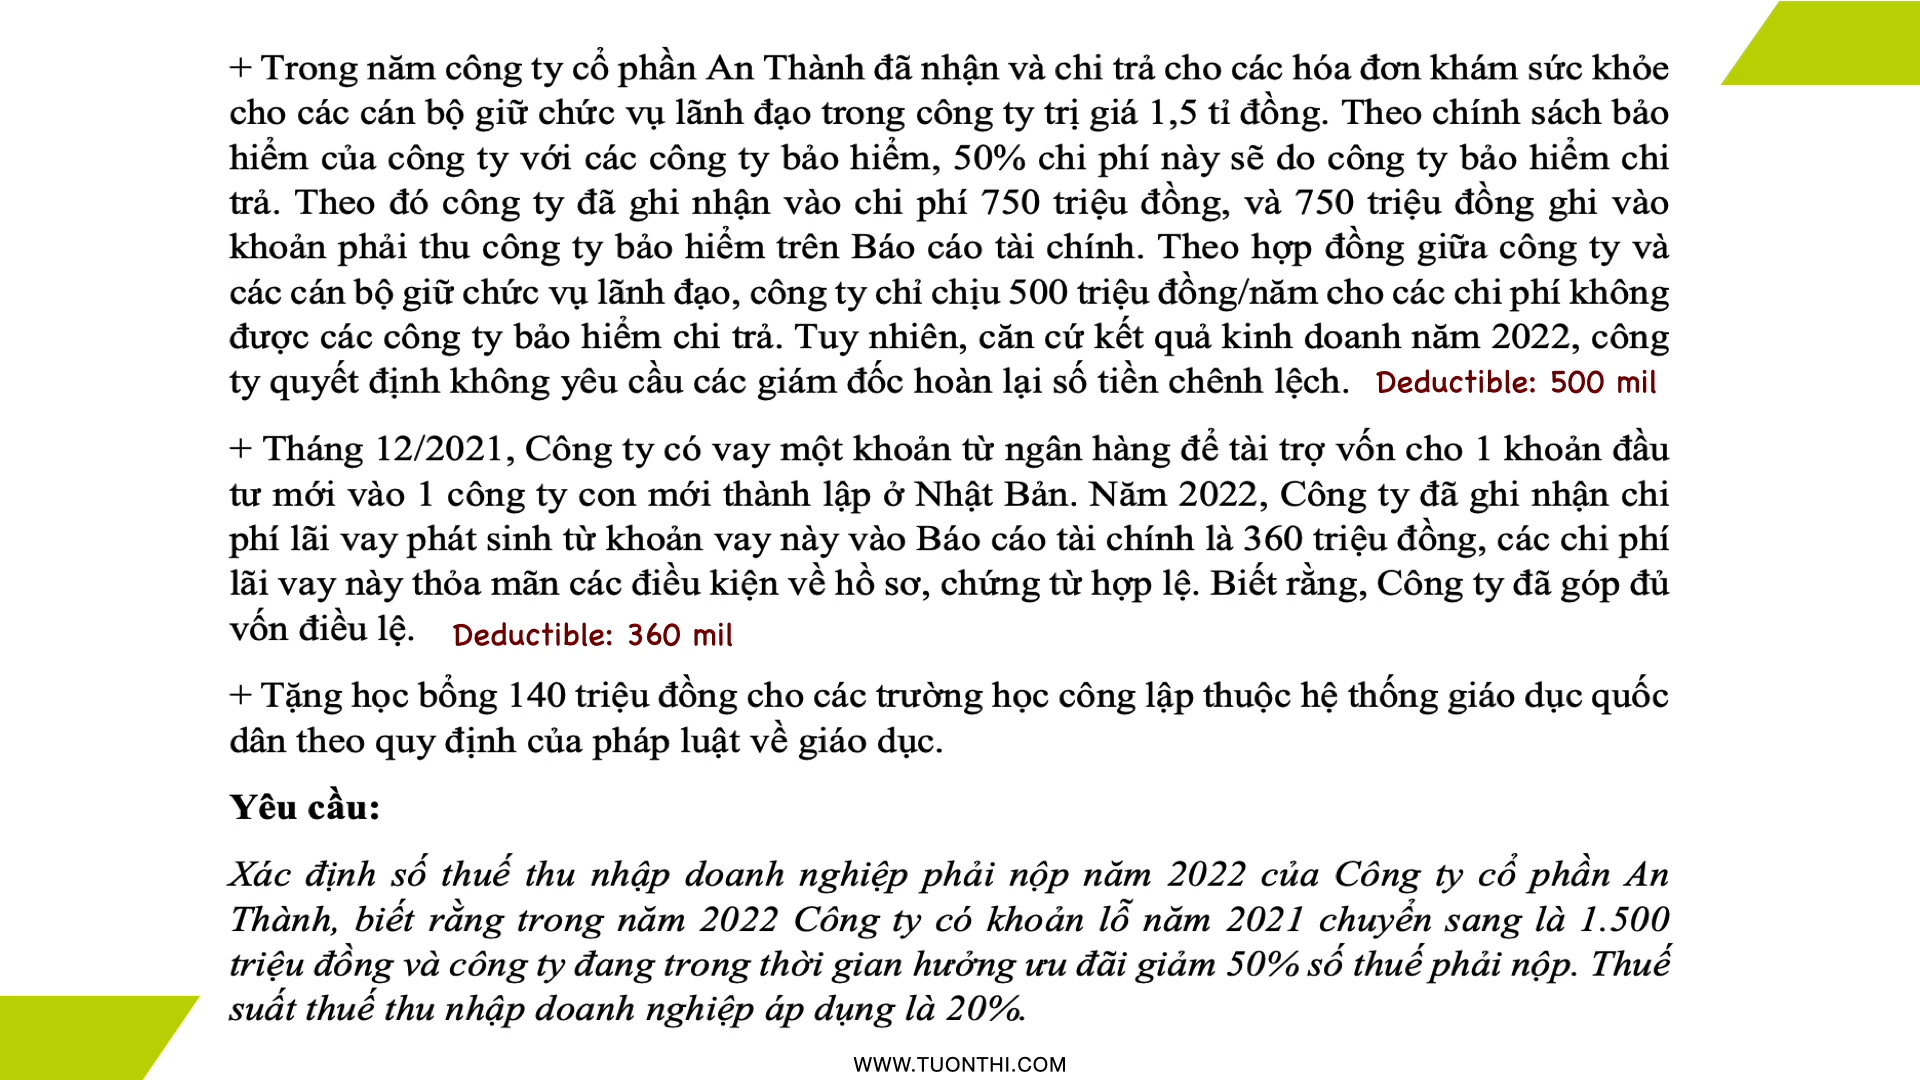 + Trong năm công ty cổ phần An Thành đã nhận và chi trả cho các hóa đơn khám sức khỏe
cho các cán bộ giữ chức vụ lãnh đạo trong công ty trị giá 1,5 tỉ đồng. Theo chính sách bảo
hiểm của công ty với các công ty bảo hiểm, 50% chi phí này sẽ do công ty bảo hiểm chi
trả. Theo đó công ty đã ghi nhận vào chi phí 750 triệu đồng, và 750 triệu đồng ghi vào
khoản phải thu công ty bảo hiểm trên Báo cáo tài chính. Theo hợp đồng giữa công ty và
các cán bộ giữ chức vụ lãnh đạo, công ty chỉ chịu 500 triệu đồng/năm cho các chi phí không
được các công ty bảo hiểm chi trả. Tuy nhiên, căn cứ kết quả kinh doanh năm 2022, công
ty quyết định không yêu cầu các giám đốc hoàn lại số tiền chênh lệch. Deductible: 500 mil
+ Tháng 12/2021, Công ty có vay một khoản từ ngân hàng để tài trợ vốn cho 1 khoản đầu
tư mới vào 1 công ty con mới thành lập ở Nhật Bản. Năm 2022, Công ty đã ghi nhận chi
phí lãi vay phát sinh từ khoản vay này vào Báo cáo tài chính là 360 triệu đồng, các chi phí
lãi vay này thỏa mãn các điều kiện về hồ sơ, chứng từ hợp lệ. Biết rằng, Công ty đã góp đủ
vốn điều lệ. Deductible: 360 mil
+ Tặng học bổng 140 triệu đồng cho các trường học công lập thuộc hệ thống giáo dục quốc
dân theo quy định của pháp luật về giáo dục.
Yêu cầu:
Xác định số thuế thu nhập doanh nghiệp phải nộp năm 2022 của Công ty cổ phần An
Thành, biết rằng trong năm 2022 Công ty có khoản lỗ năm 2021 chuyển sang là 1.500
triệu đồng và công ty đang trong thời gian hưởng ưu đãi giảm 50% số thuế phải nộp. Thuế
suất thuế thu nhập doanh nghiệp áp dụng là 20%.
WWW.TUONTHI.COM